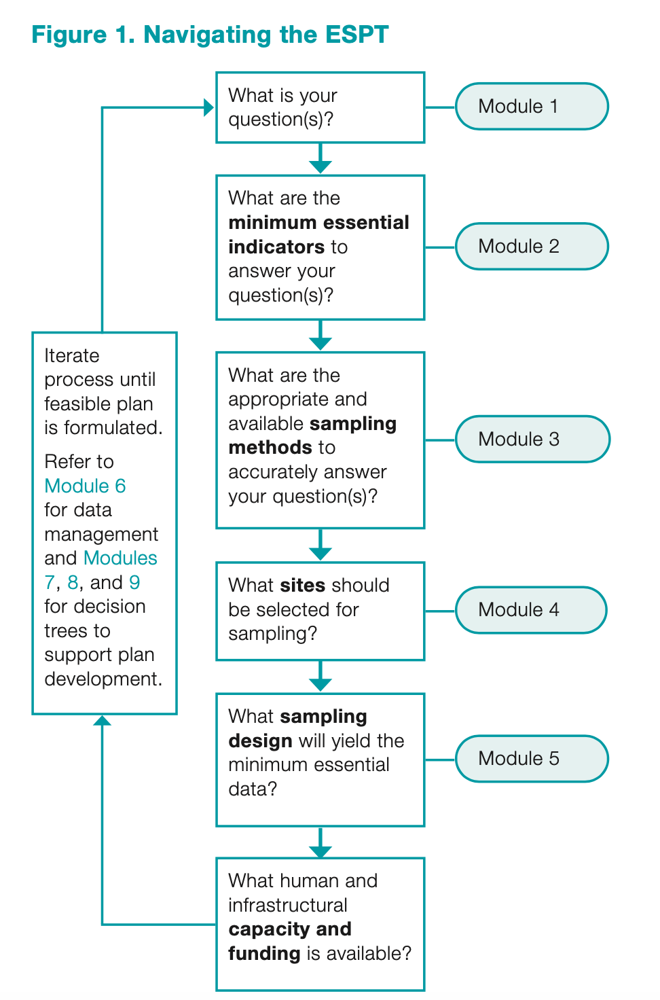 Figure 1. Navigating the ESPT
What is your
question(s)?
Module 1
What are the
minimum essential
indicators to
answer your
question(s)?
Module 2
What are the
appropriate and
available sampling
methods to
accurately answer
your question(s)?
Module 3
What sites should
be selected for
sampling?
Module 4
What sampling
design will yield the
minimum essential
data?
Module 5
What human and
infrastructural
capacity and
funding is available?
Iterate
process until
feasible plan
is formulated.
Refer to
Module 6
for data
management
and Modules
7, 8, and 9
for decision
trees to
support plan
development.